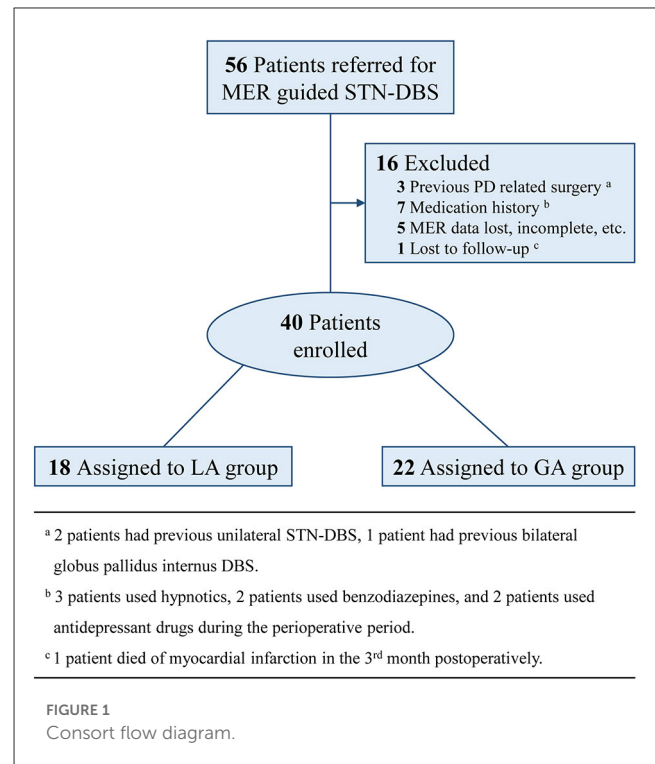 56 Patients referred for
MER guided STN-DBS
16 Excluded
3 Previous PD related surgery a
7 Medication history b
5 MER data lost, incomplete, etc.
1 Lost to follow-up c
40 Patients
enrolled
18 Assigned to LA group
22 Assigned to GA group
a 2 patients had previous unilateral STN-DBS, 1 patient had previous bilateral
globus pallidus internus DBS.
b 3 patients used hypnotics, 2 patients used benzodiazepines, and 2 patients used
antidepressant drugs during the perioperative period.
c 1 patient died of myocardial infarction in the 3rd month postoperatively.
FIGURE 1
Consort flow diagram.